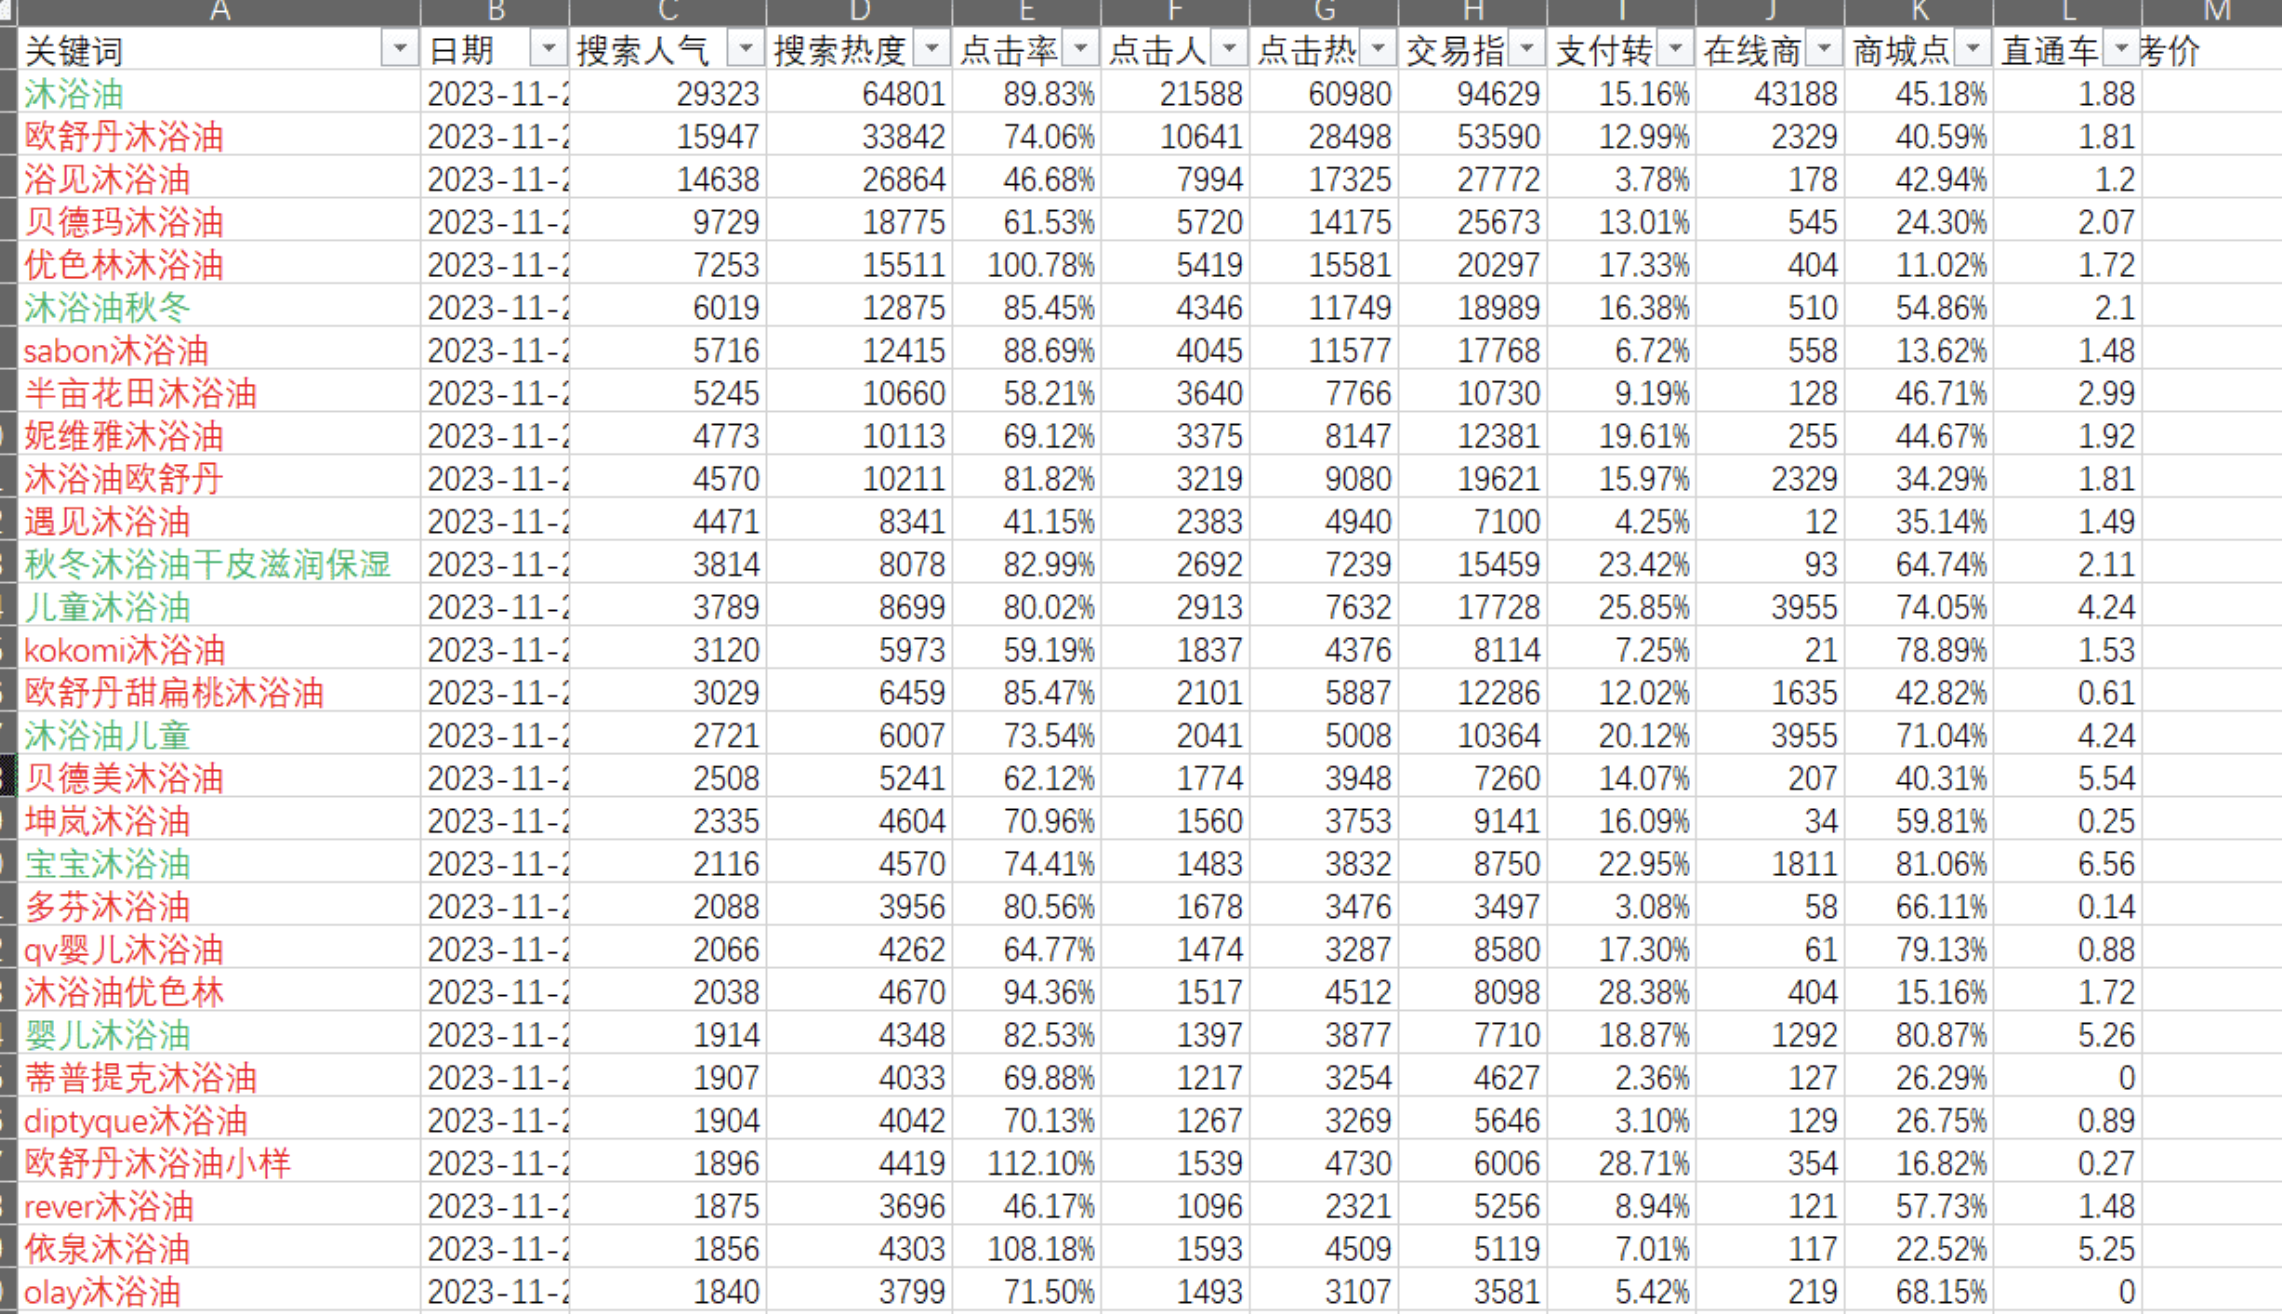 A B C D E F G H I J K L M
关键词 日期 搜索人气 搜索热度 点击率 点击人 点击热 交易指 支付转 在线商 商城点 直通车 考价
沐浴油 2023-11-2 29323 64801 89.83% 21588 60980 94629 15.16% 43188 45.18% 1.88
欧舒丹沐浴油 2023-11-2 15947 33842 74.06% 10641 28498 53590 12.99% 2329 40.59% 1.81
浴见沐浴油 2023-11-2 14638 26864 46.68% 7994 17325 27772 3.78% 178 42.94% 1.2
贝德玛沐浴油 2023-11-2 9729 18775 61.53% 5720 14175 25673 13.01% 545 24.30% 2.07
优色林沐浴油 2023-11-2 7253 15511 100.78% 5419 15581 20297 17.33% 404 11.02% 1.72
沐浴油秋冬 2023-11-2 6019 12875 85.45% 4346 11749 18989 16.38% 510 54.86% 2.1
sabon沐浴油 2023-11-2 5716 12415 88.69% 4045 11577 17768 6.72% 558 13.62% 1.48
半亩花田沐浴油 2023-11-2 5245 10660 58.21% 3640 7766 10730 9.19% 128 46.71% 2.99
妮维雅沐浴油 2023-11-2 4773 10113 69.12% 3375 8147 12381 19.61% 255 44.67% 1.92
沐浴油欧舒丹 2023-11-2 4570 10211 81.82% 3219 9080 19621 15.97% 2329 34.29% 1.81
遇见沐浴油 2023-11-2 4471 8341 41.15% 2383 4940 7100 4.25% 12 35.14% 1.49
秋冬沐浴油干皮滋润保湿 2023-11-2 3814 8078 82.99% 2692 7239 15459 23.42% 93 64.74% 2.11
儿童沐浴油 2023-11-2 3789 8699 80.02% 2913 7632 17728 25.85% 3955 74.05% 4.24
kokomi沐浴油 2023-11-2 3120 5973 59.19% 1837 4376 8114 7.25% 21 78.89% 1.53
欧舒丹甜扁桃沐浴油 2023-11-2 3029 6459 85.47% 2101 5887 12286 12.02% 1635 42.82% 0.61
沐浴油儿童 2023-11-2 2721 6007 73.54% 2041 5008 10364 20.12% 3955 71.04% 4.24
贝德美沐浴油 2023-11-2 2508 5241 62.12% 1774 3948 7260 14.07% 207 40.31% 5.54
坤岚沐浴油 2023-11-2 2335 4604 70.96% 1560 3753 9141 16.09% 34 59.81% 0.25
宝宝沐浴油 2023-11-2 2116 4570 74.41% 1483 3832 8750 22.95% 1811 81.06% 6.56
多芬沐浴油 2023-11-2 2088 3956 80.56% 1678 3476 3497 3.08% 58 66.11% 0.14
qv婴儿沐浴油 2023-11-2 2066 4262 64.77% 1474 3287 8580 17.30% 61 79.13% 0.88
沐浴油优色林 2023-11-2 2038 4670 94.36% 1517 4512 8098 28.38% 404 15.16% 1.72
婴儿沐浴油 2023-11-2 1914 4348 82.53% 1397 3877 7710 18.87% 1292 80.87% 5.26
蒂普提克沐浴油 2023-11-2 1907 4033 69.88% 1217 3254 4627 2.36% 127 26.29% 0
diptyque沐浴油 2023-11-2 1904 4042 70.13% 1267 3269 5646 3.10% 129 26.75% 0.89
欧舒丹沐浴油小样 2023-11-2 1896 4419 112.10% 1539 4730 6006 28.71% 354 16.82% 0.27
rever沐浴油 2023-11-2 1875 3696 46.17% 1096 2321 5256 8.94% 121 57.73% 1.48
依泉沐浴油 2023-11-2 1856 4303 108.18% 1593 4509 5119 7.01% 117 22.52% 5.25
olay沐浴油 2023-11-2 1840 3799 71.50% 1493 3107 3581 5.42% 219 68.15% 0